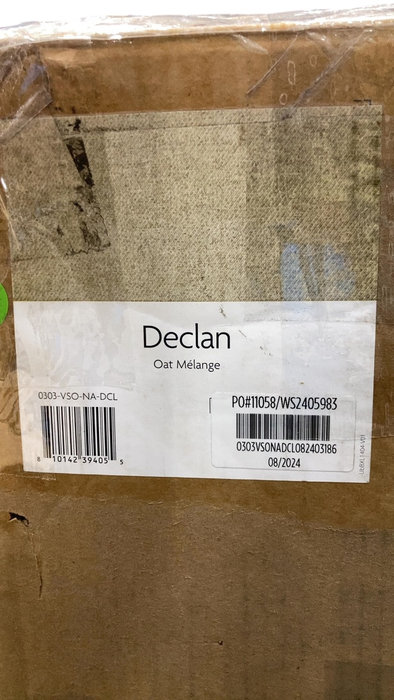 Declan
Oat Mélange
0303-VSO-NA-DCL
8 10142 39405 5
PO#11058/WS2405983
0303VSONADCL082403186
08/2024